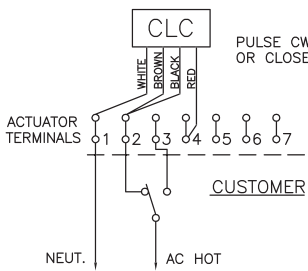 CLC
PULSE CW
OR CLOSE
WHITE
BROWN
BLACK
RED
ACTUATOR
TERMINALS
1 2 3 4 5 6 7
CUSTOMER
NEUT. AC HOT